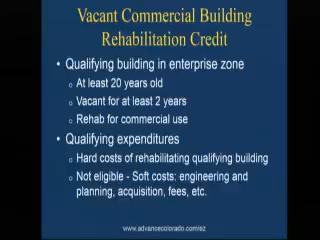 Vacant Commercial Building
Rehabilitation Credit
• Qualifying building in enterprise zone
o At least 20 years old
o Vacant for at least 2 years
o Rehab for commercial use
• Qualifying expenditures
o Hard costs of rehabilitating qualifying building
o Not eligible - Soft costs: engineering and
planning, acquisition, fees, etc.
www.advancecolorado.com/ez